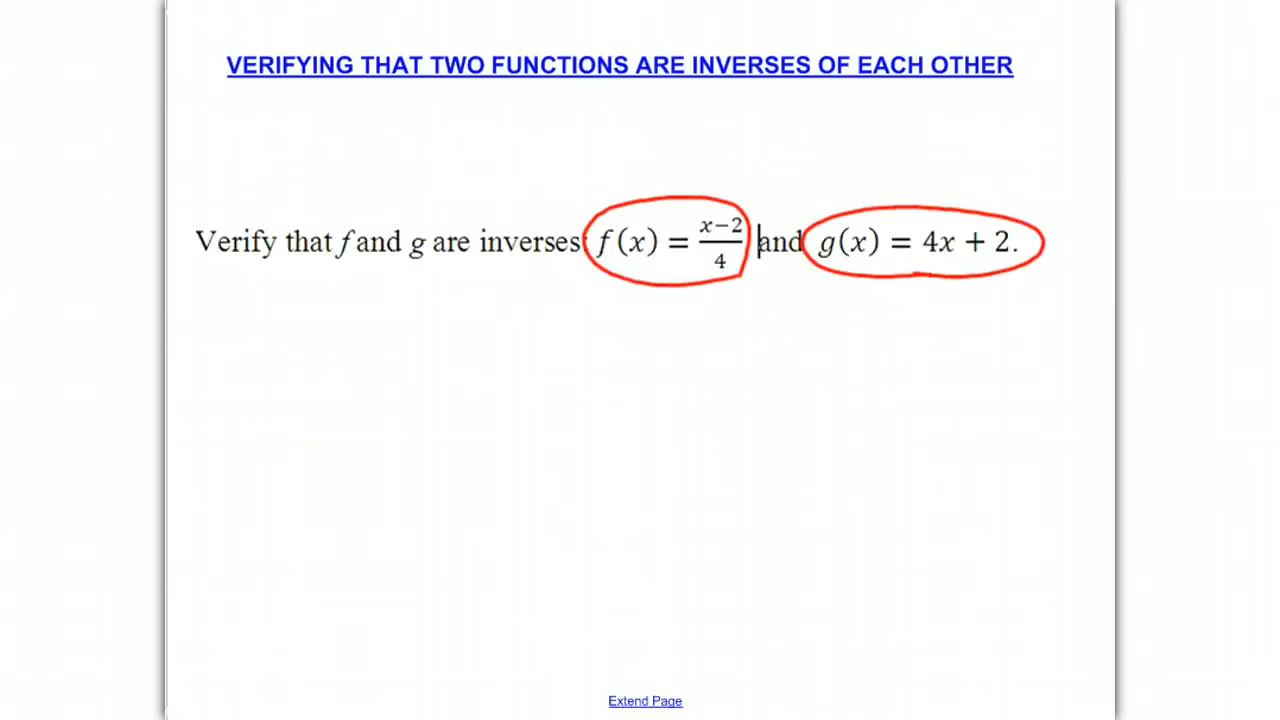 VERIFYING THAT TWO FUNCTIONS ARE INVERSES OF EACH OTHER
Verify that f and g are inverses: f(x) = \frac{x-2}{4} and g(x) = 4x + 2.
Extend Page